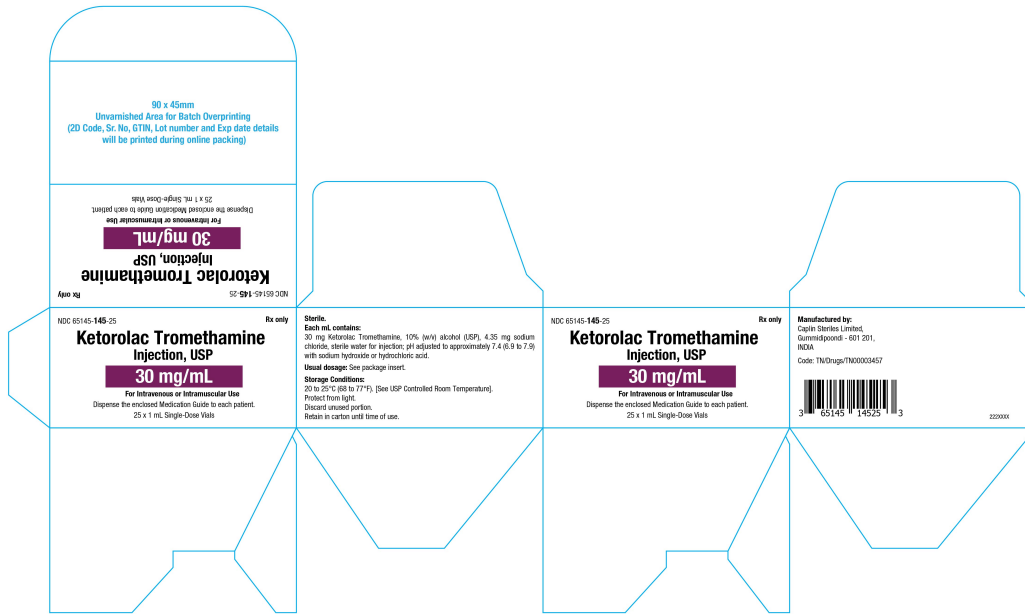 90 x 45mm
Unvarnished Area for Batch Overprinting
(2D Code, Sr. No, GTIN, Lot number and Exp date details
will be printed during online packing)
NDC 65145-145-25 Rx only
Ketorolac Tromethamine
Injection, USP
30 mg/mL
For Intravenous or Intramuscular Use
Dispense the enclosed Medication Guide to each patient.
25 x 1 mL Single-Dose Vials
NDC 65145-145-25 Rx only
Ketorolac Tromethamine
Injection, USP
30 mg/mL
For Intravenous or Intramuscular Use
Dispense the enclosed Medication Guide to each patient.
25 x 1 mL Single-Dose Vials
Sterile.
Each mL contains:
30 mg Ketorolac Tromethamine, 10% (w/v) alcohol (USP), 4.35 mg sodium
chloride, sterile water for injection; pH adjusted to approximately 7.4 (6.9 to 7.9)
with sodium hydroxide or hydrochloric acid.
Usual dosage: See package insert.
Storage Conditions:
20 to 25°C (68 to 77°F). [See USP Controlled Room Temperature].
Protect from light.
Discard unused portion.
Retain in carton until time of use.
NDC 65145-145-25 Rx only
Ketorolac Tromethamine
Injection, USP
30 mg/mL
For Intravenous or Intramuscular Use
Dispense the enclosed Medication Guide to each patient.
25 x 1 mL Single-Dose Vials
Manufactured by:
Caplin Steriles Limited,
Gummidipoondi - 601 201,
INDIA
Code: TN/Drugs/TN00003457
3 65145 14525 3
222XXXX